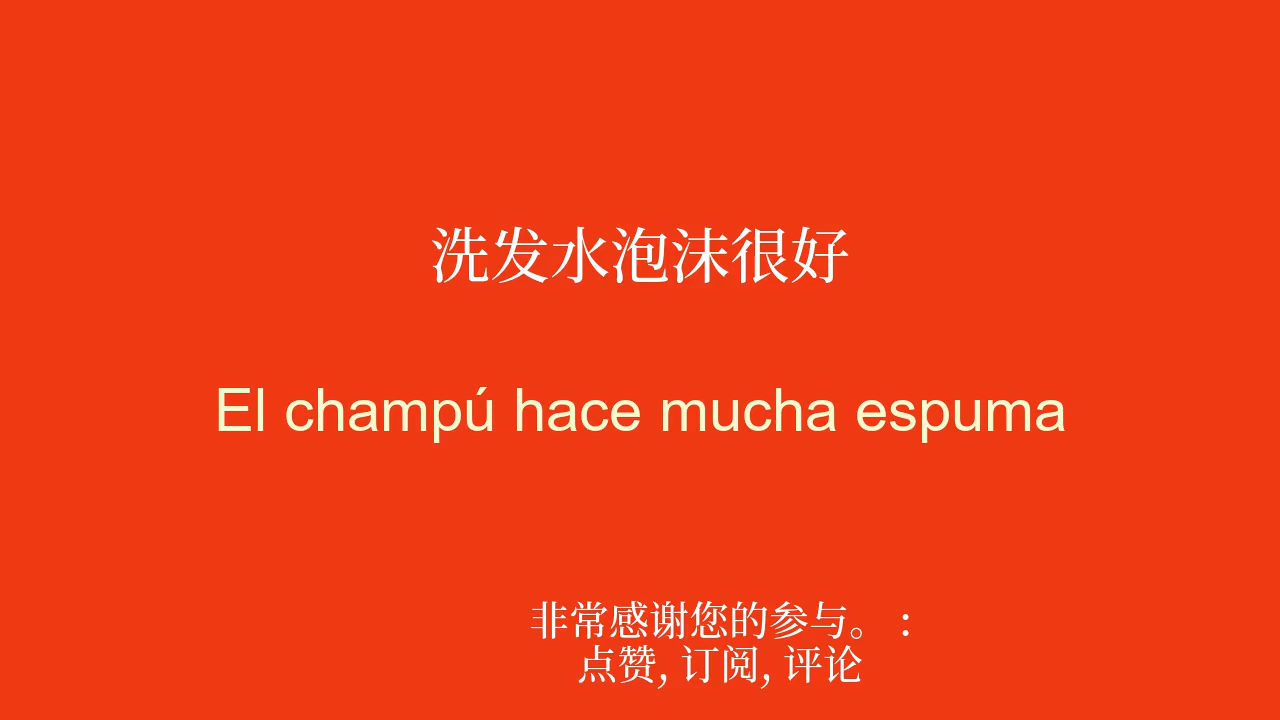 洗发水泡沫很好
El champú hace mucha espuma
非常感谢您的参与。 :
点赞, 订阅, 评论